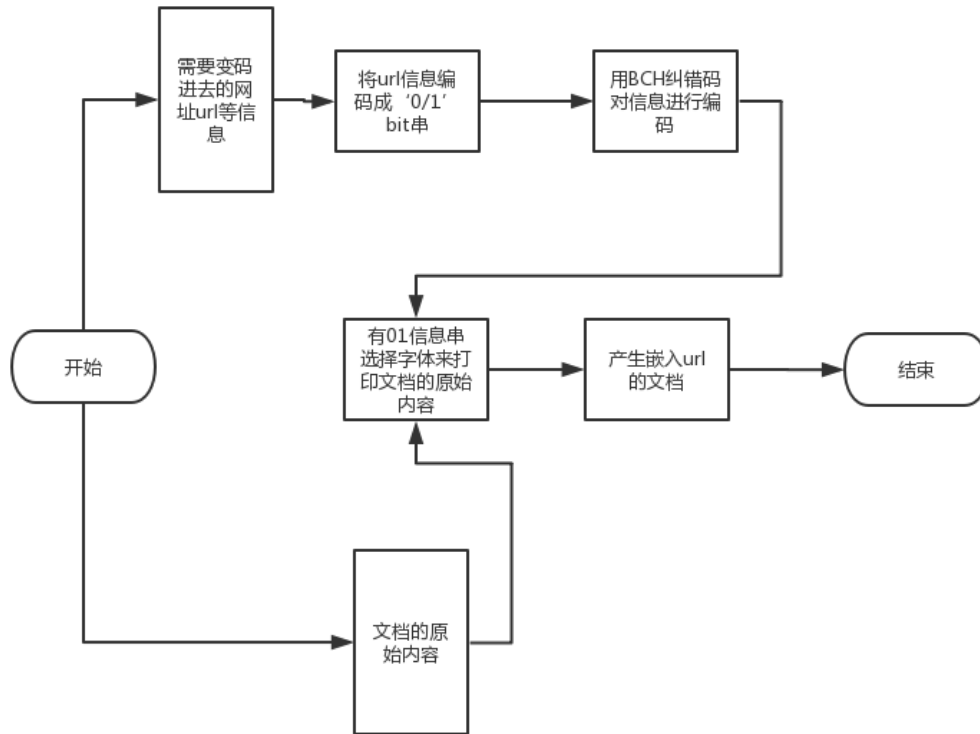 需要变码
进去的网
址url等信
息
将url信息编
码成‘0/1’
bit串
用BCH纠错码
对信息进行编
码
开始
有01信息串
选择字体来打
印文档的原始
内容
产生嵌入url
的文档
结束
文档的原
始内容